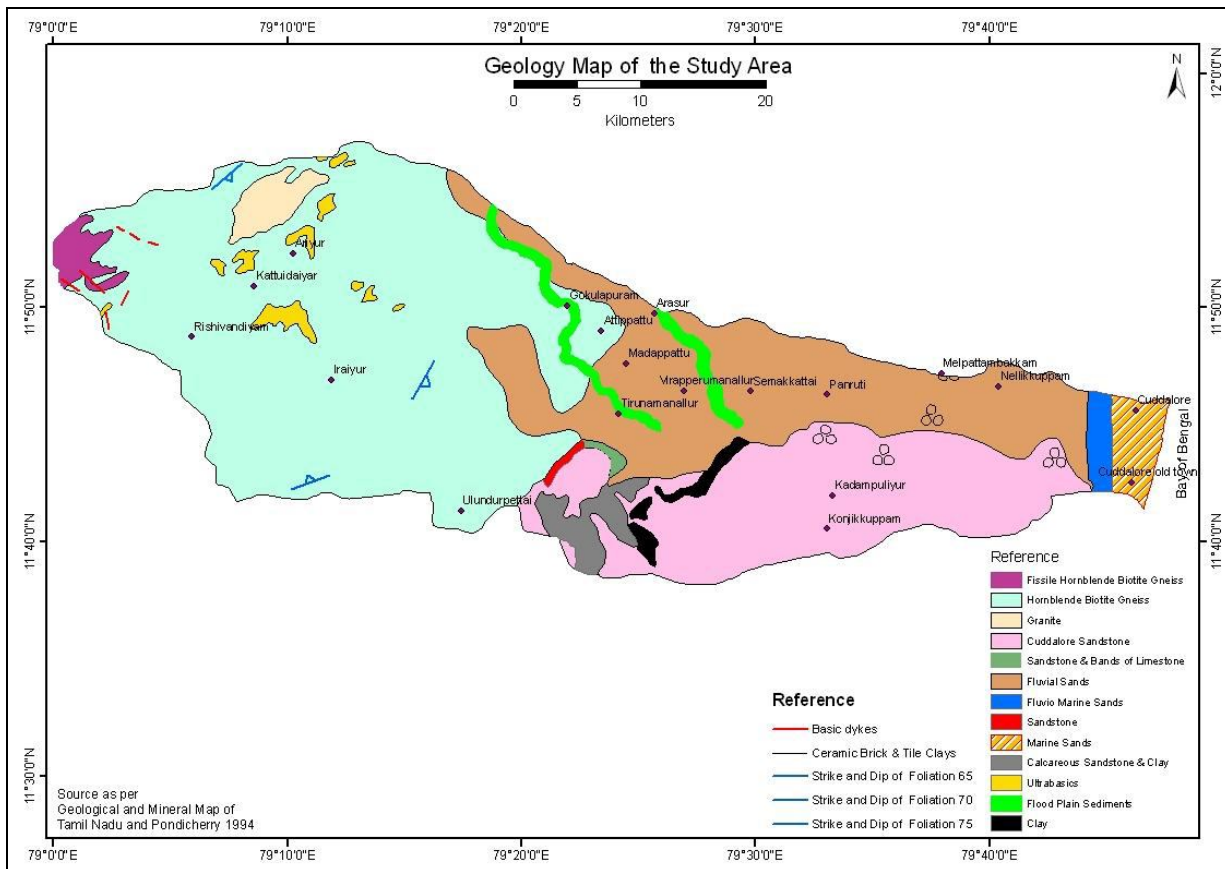 79°0'0"E 79°10'0"E 79°20'0"E 79°30'0"E 79°40'0"E
Geology Map of the Study Area
0 5 10 20
Kilometers
N
12°0'0"N
12°0'0"N
11°50'0"N
11°50'0"N
11°40'0"N
11°40'0"N
11°30'0"N
11°30'0"N
Ariyur
Kattuidaiyar
Rishivandiyam
Iraiyur
Ulundurpettai
Gokulapuram
Attippattu
Arasur
Madappattu
Virapperumanallur
Semakkattai
Panruti
Tirunamanallur
Melpattambakkam
Nellikkuppam
Cuddalore
Cuddalore old town
Bay of Bengal
Kadampuliyur
Konjikkuppam
Reference
Fissile Hornblende Biotite Gneiss
Hornblende Biotite Gneiss
Granite
Cuddalore Sandstone
Sandstone & Bands of Limestone
Fluvial Sands
Fluvio Marine Sands
Sandstone
Marine Sands
Calcareous Sandstone & Clay
Ultrabasics
Flood Plain Sediments
Clay
Reference
Basic dykes
Ceramic Brick & Tile Clays
Strike and Dip of Foliation 65
Strike and Dip of Foliation 70
Strike and Dip of Foliation 75
Source as per
Geological and Mineral Map of
Tamil Nadu and Pondicherry 1994
79°0'0"E 79°10'0"E 79°20'0"E 79°30'0"E 79°40'0"E